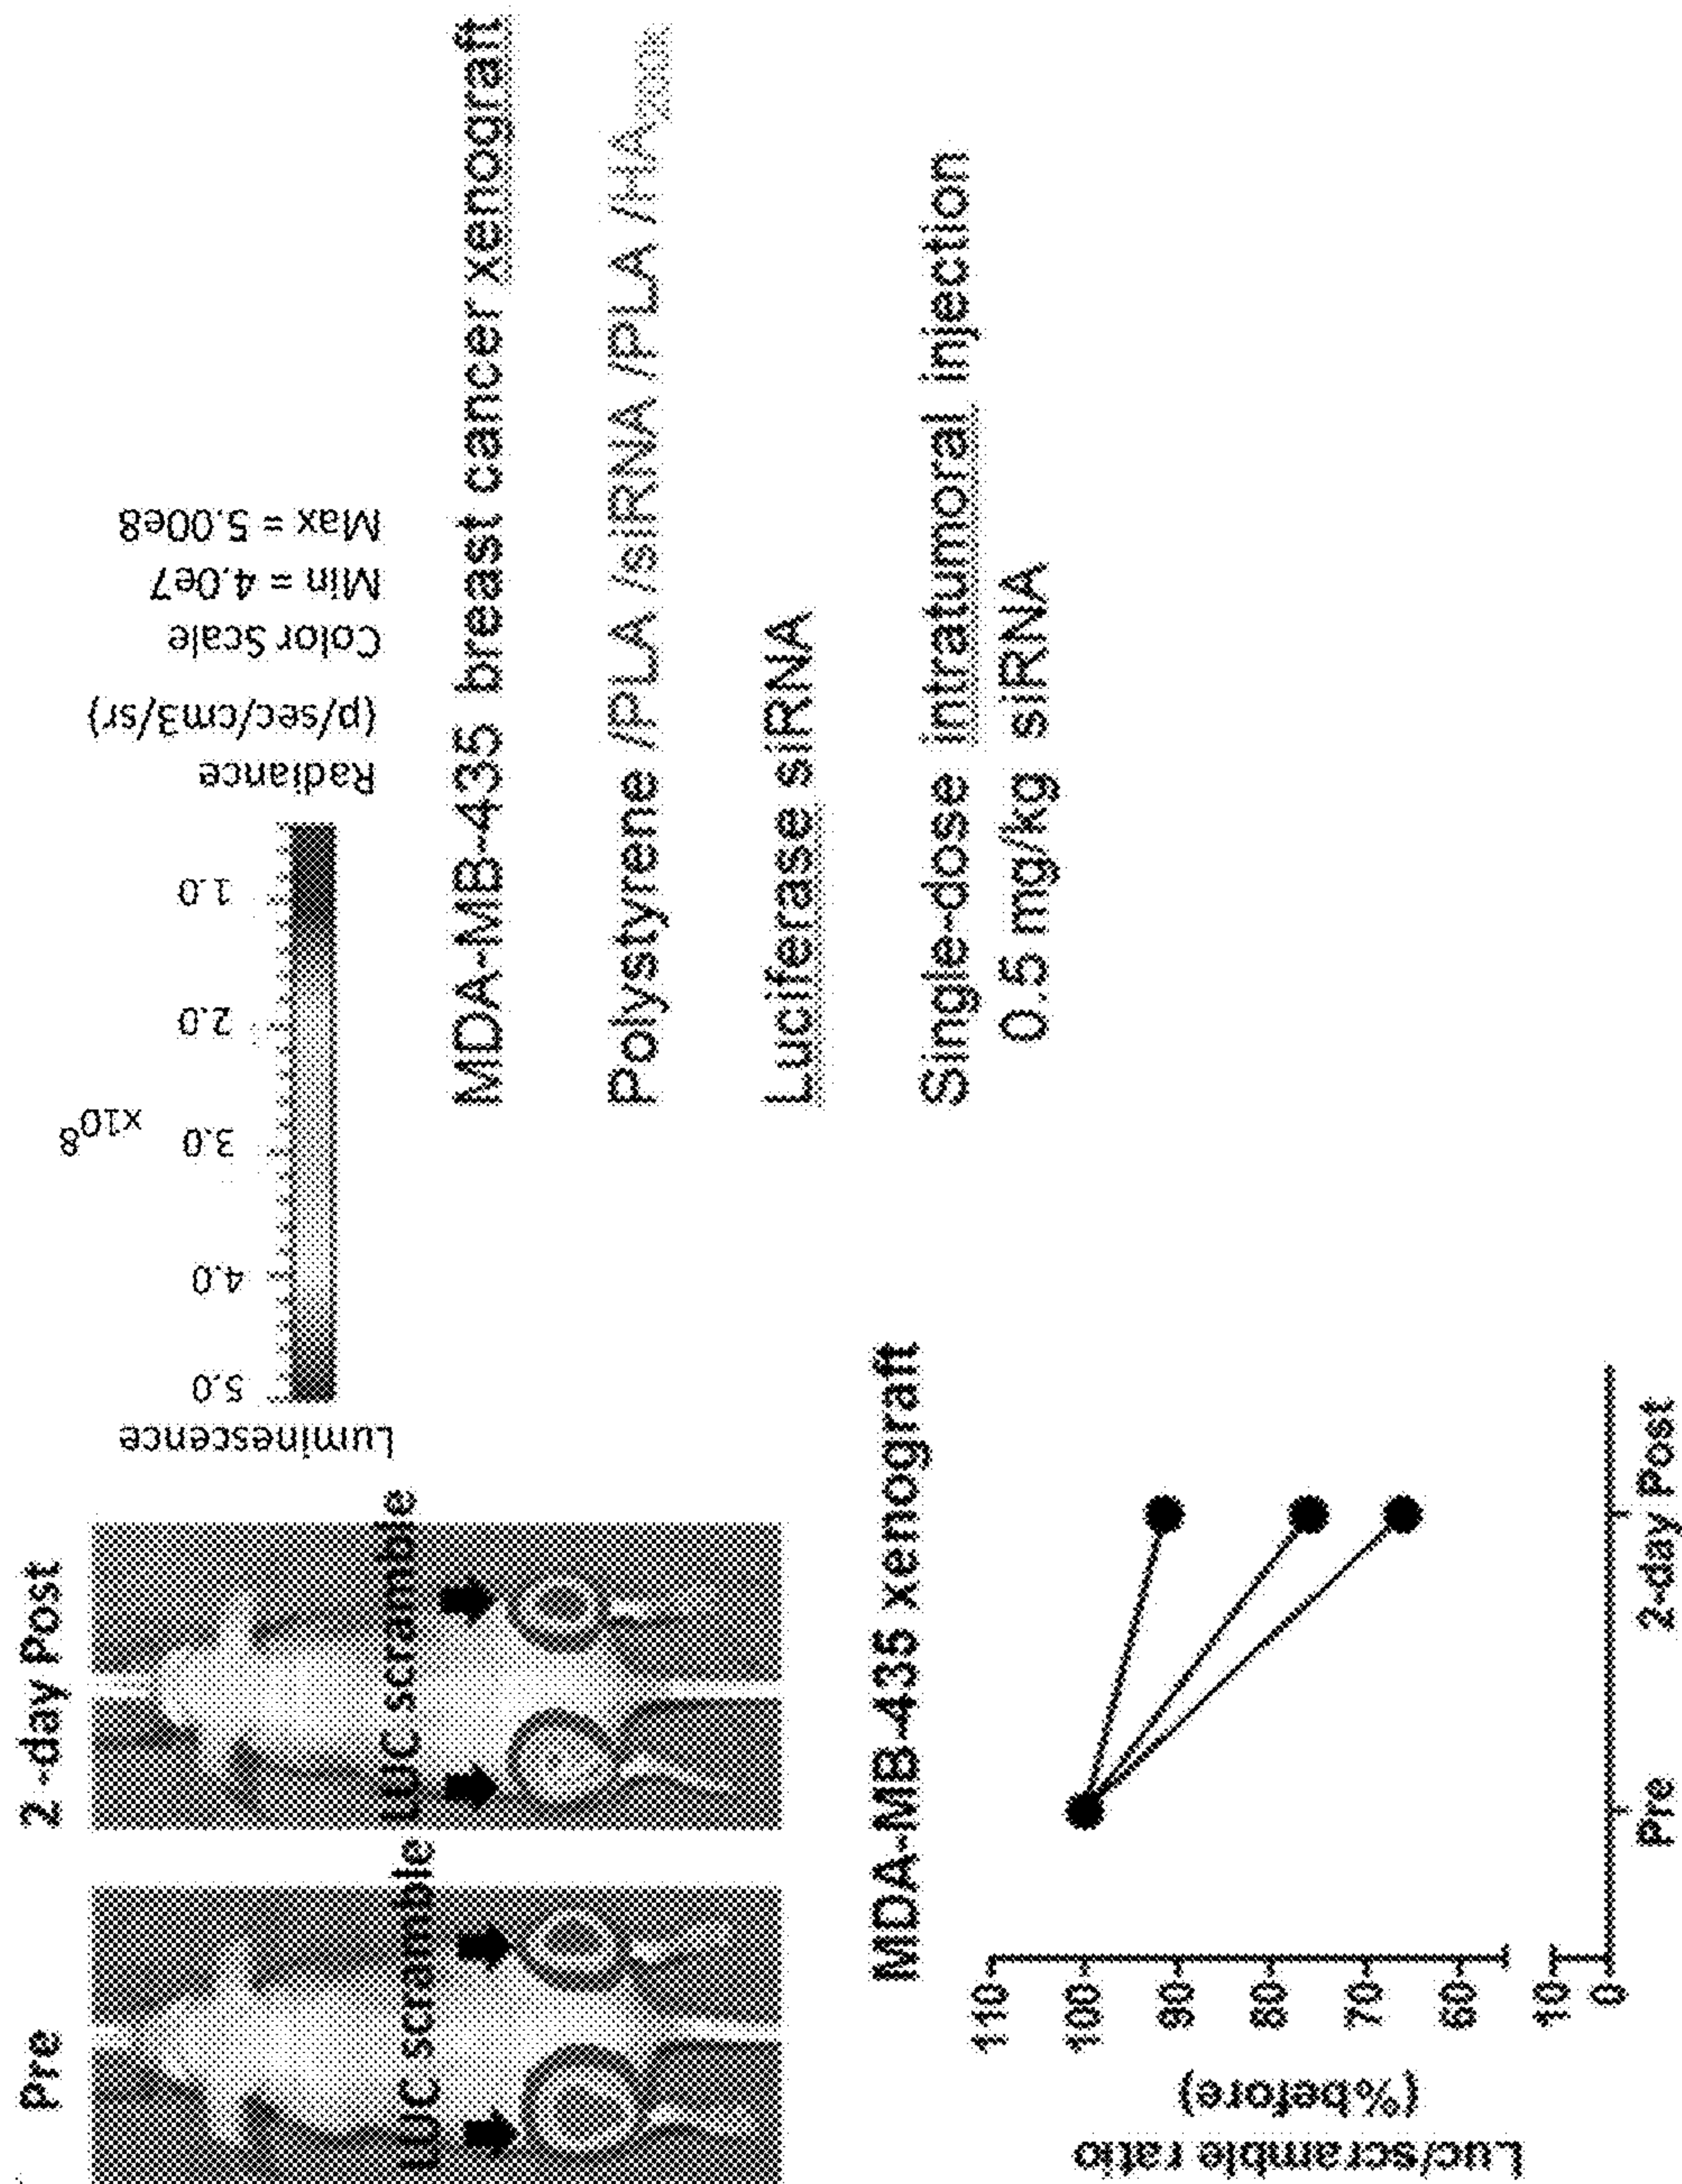 Pre
2 -day Post
LUC scramble
LUC scramble
Luminescence
5.0
4.0
3.0
2.0
1.0
x10⁸
Radiance
(p/sec/cm3/sr)
Color Scale
Min = 4.0e7
Max = 5.00e8
MDA-MB-435 breast cancer xenograft
Polystyrene /PLA /siRNA /PLA /HA
Luciferase siRNA
Single-dose intratumoral injection
0.5 mg/kg siRNA
MDA-MB-435 xenograft
Luc/scramble ratio
(%before)
110
100
90
80
70
60
10
0
Pre
2-day Post